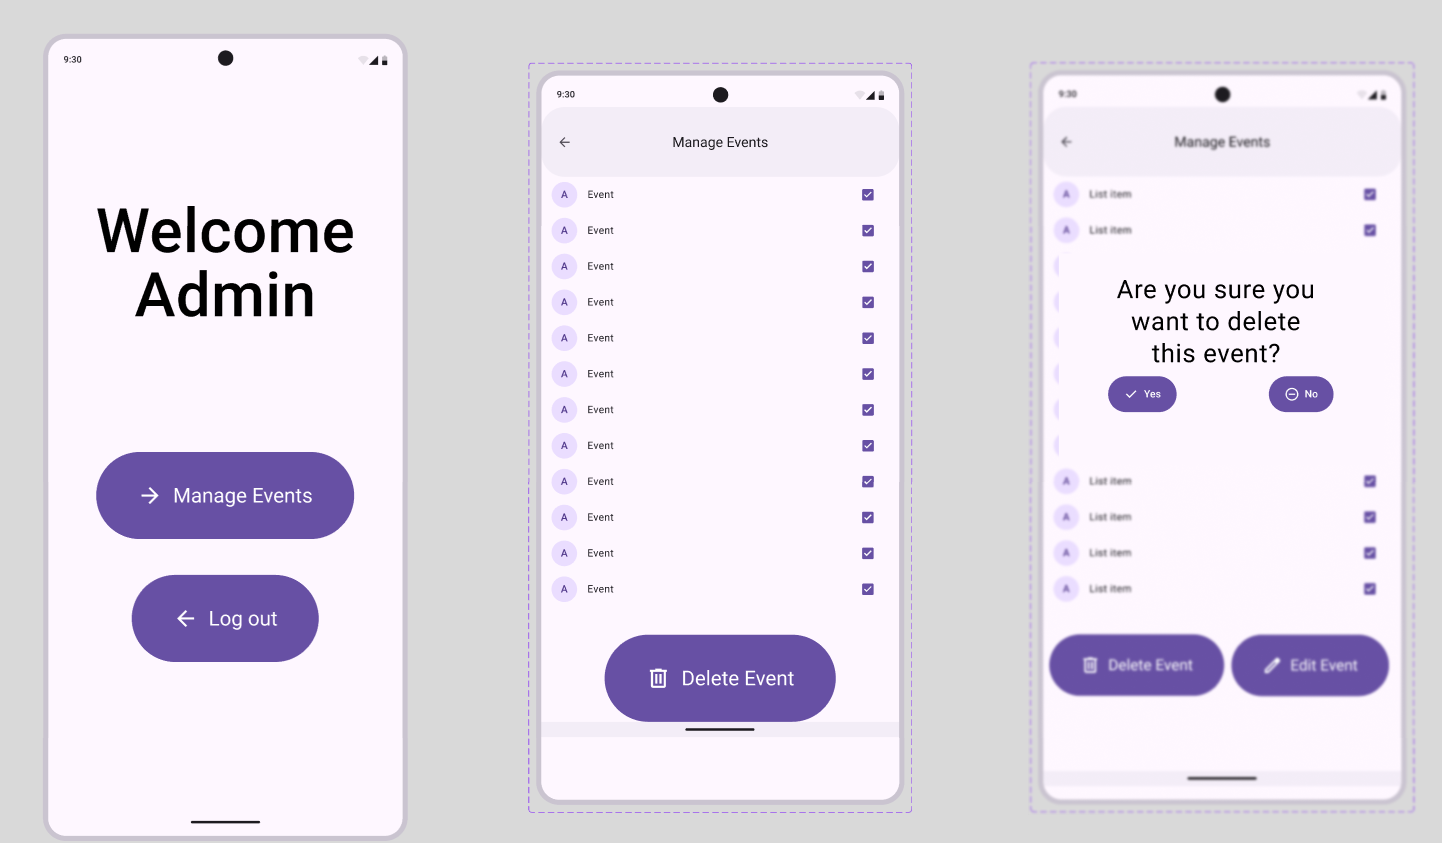 9:30
Welcome
Admin
Manage Events
Log out
9:30
Manage Events
A Event
A Event
A Event
A Event
A Event
A Event
A Event
A Event
A Event
A Event
A Event
A Event
Delete Event
9:30
Manage Events
A List item
A List item
Are you sure you
want to delete
this event?
Yes No
A List item
A List item
A List item
A List item
Delete Event Edit Event